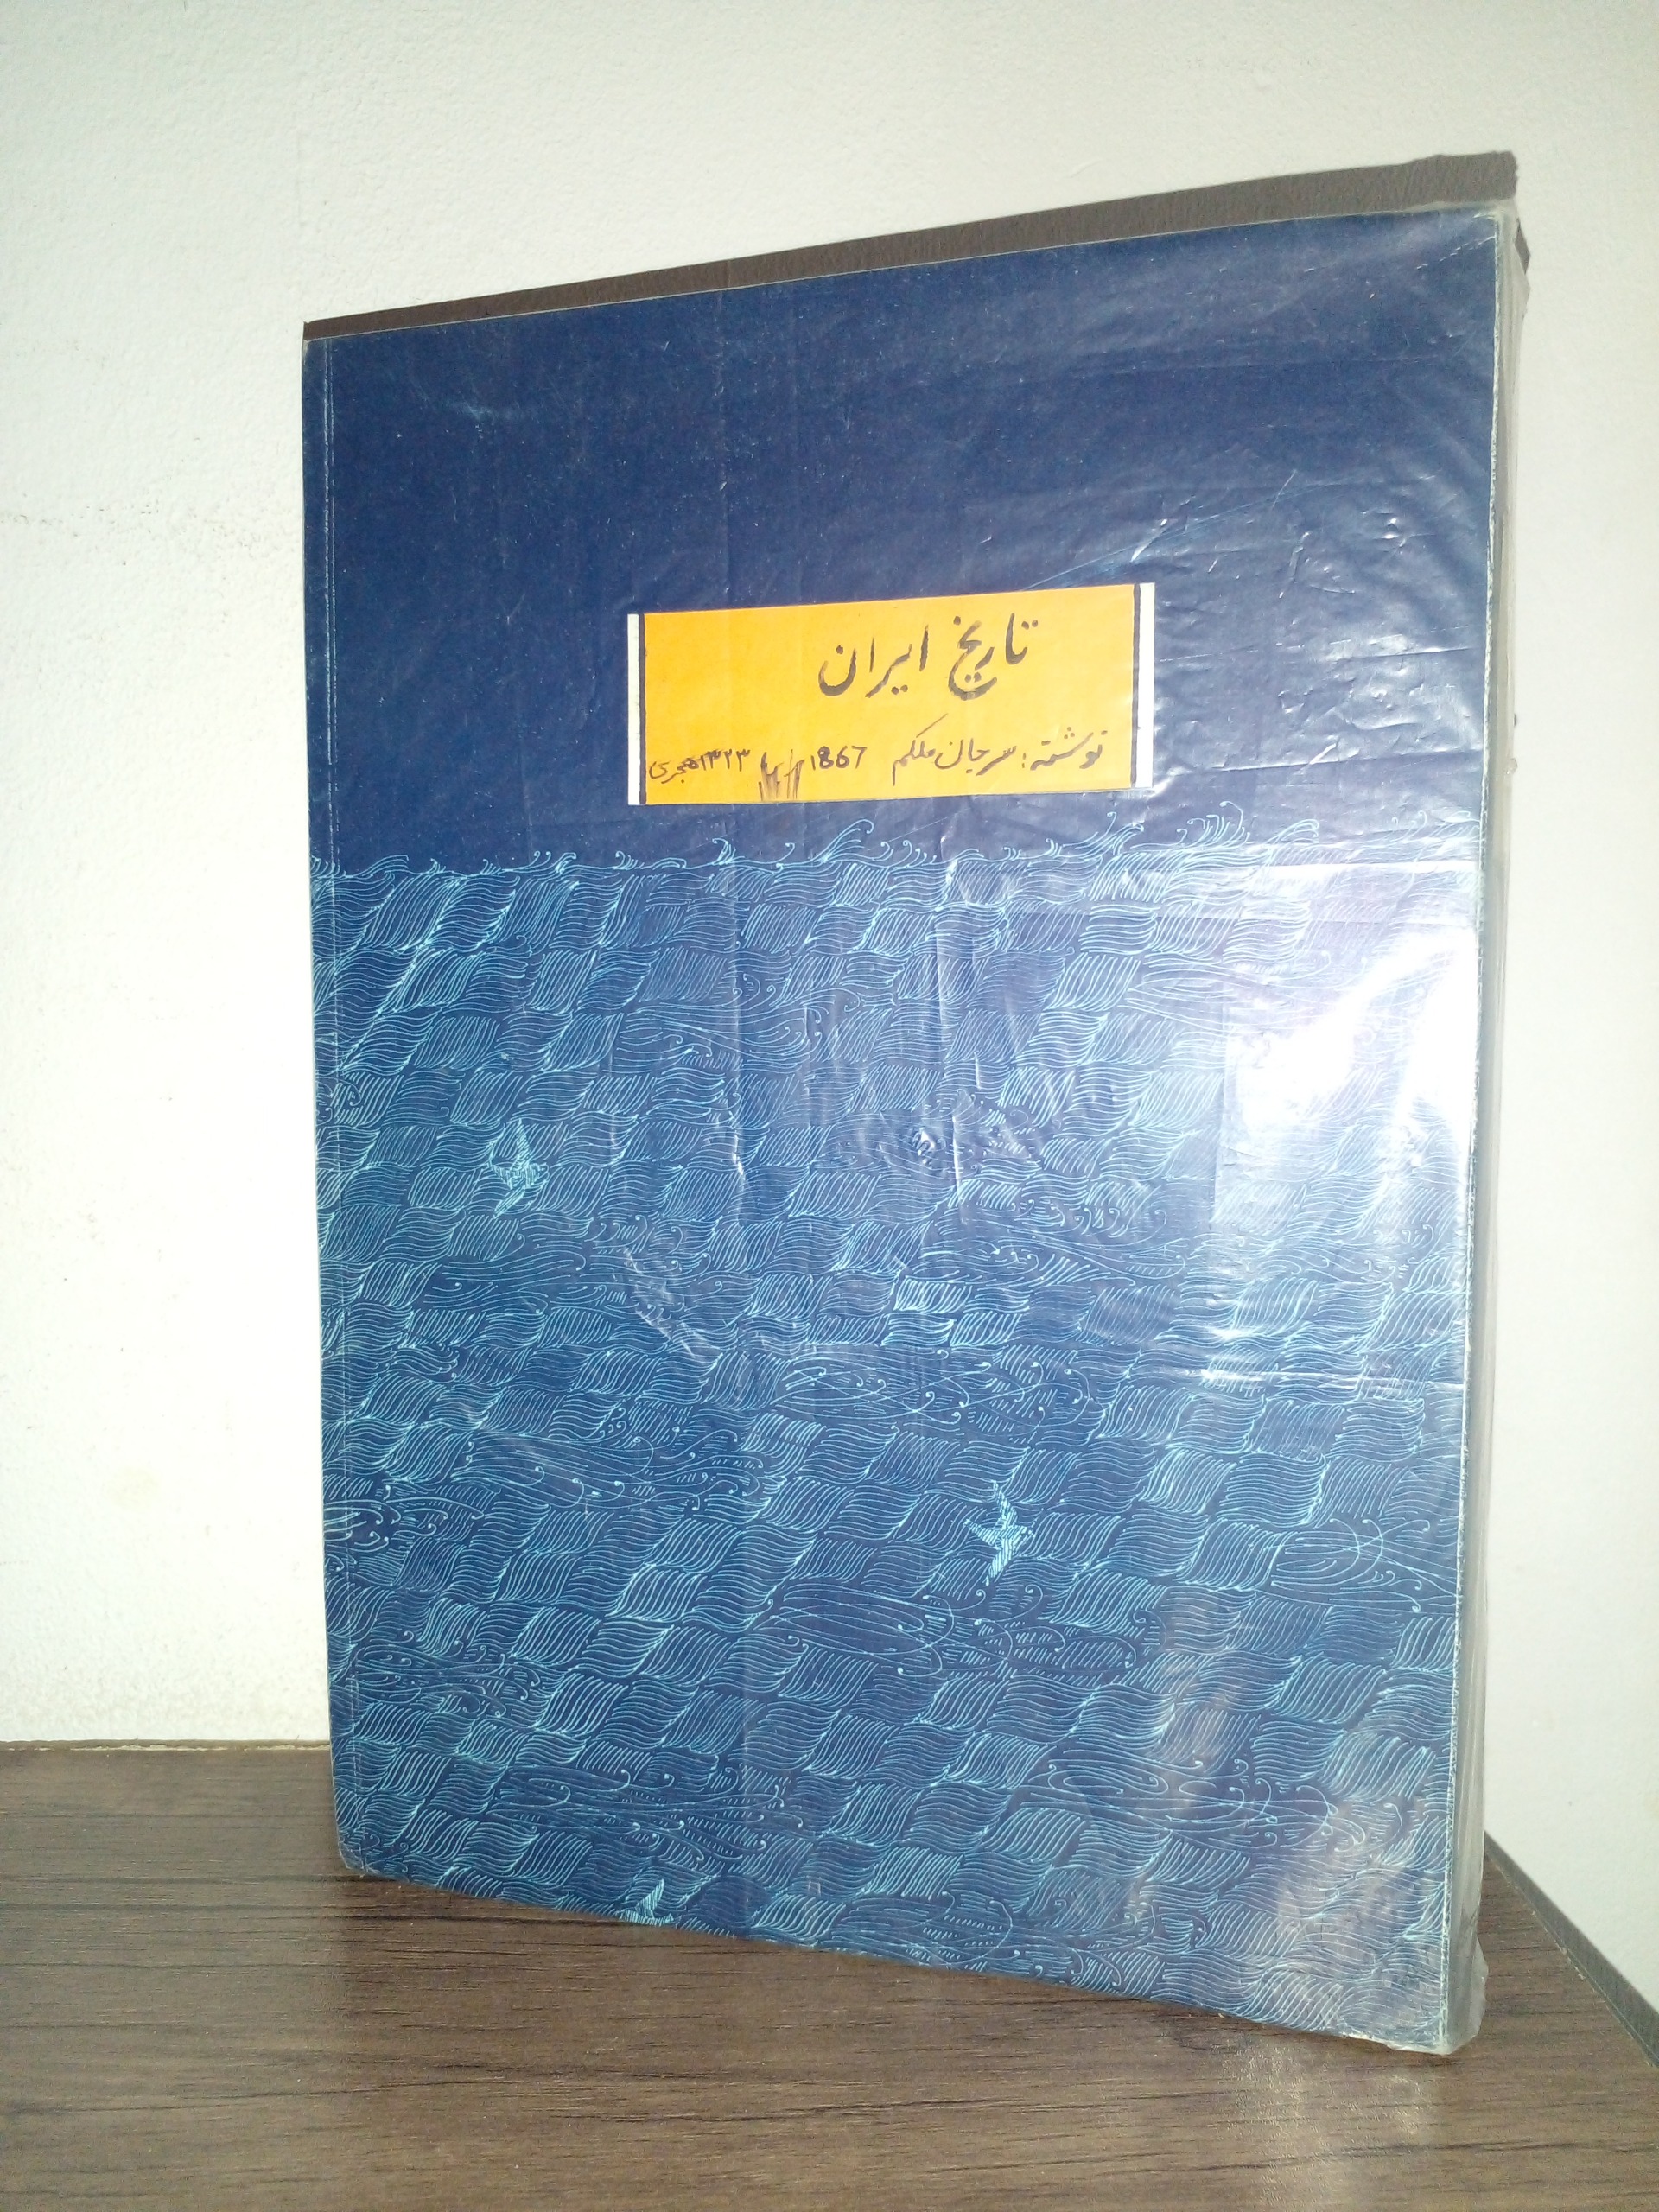 تاریخ ایران
نوشته: سرجان ملکم 1867 ۱۳۲۳ هجری